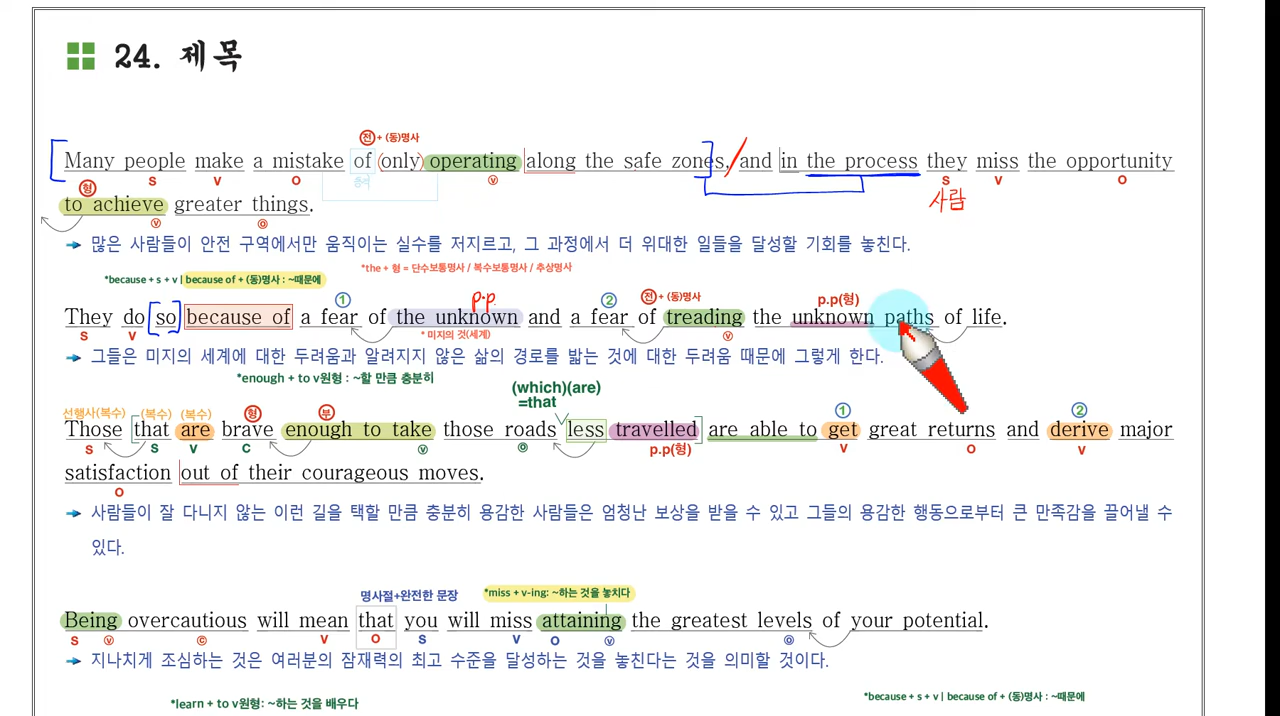 24. 제목
전 + (동)명사
Many people make a mistake of (only) operating along the safe zones, / and in the process they miss the opportunity
S V O ⓥ S V O
형 사람
to achieve greater things.
ⓥ ⓞ
많은 사람들이 안전 구역에서만 움직이는 실수를 저지르고, 그 과정에서 더 위대한 일들을 달성할 기회를 놓친다.
*because + s + v | because of + (동)명사 : ~때문에 *the + 형 = 단수보통명사 / 복수보통명사 / 추상명사
① p.p ② 전 + (동)명사 p.p(형)
They do so because of a fear of the unknown and a fear of treading the unknown paths of life.
S V * 미지의 것(세계) ⓥ
그들은 미지의 세계에 대한 두려움과 알려지지 않은 삶의 경로를 밟는 것에 대한 두려움 때문에 그렇게 한다.
*enough + to v원형 : ~할 만큼 충분히
(which)(are)
=that
선행사(복수) (복수) (복수) 형 부 ① ②
Those that are brave enough to take those roads less travelled are able to get great returns and derive major
S S V C ⓥ ⓞ p.p(형) V O V
satisfaction out of their courageous moves.
O
사람들이 잘 다니지 않는 이런 길을 택할 만큼 충분히 용감한 사람들은 엄청난 보상을 받을 수 있고 그들의 용감한 행동으로부터 큰 만족감을 끌어낼 수
있다.
명사절+완전한 문장 *miss + v-ing: ~하는 것을 놓치다
Being overcautious will mean that you will miss attaining the greatest levels of your potential.
S ⓥ ⓒ V O S V O ⓥ ⓞ
지나치게 조심하는 것은 여러분의 잠재력의 최고 수준을 달성하는 것을 놓친다는 것을 의미할 것이다.
*learn + to v원형: ~하는 것을 배우다 *because + s + v | because of + (동)명사 : ~때문에